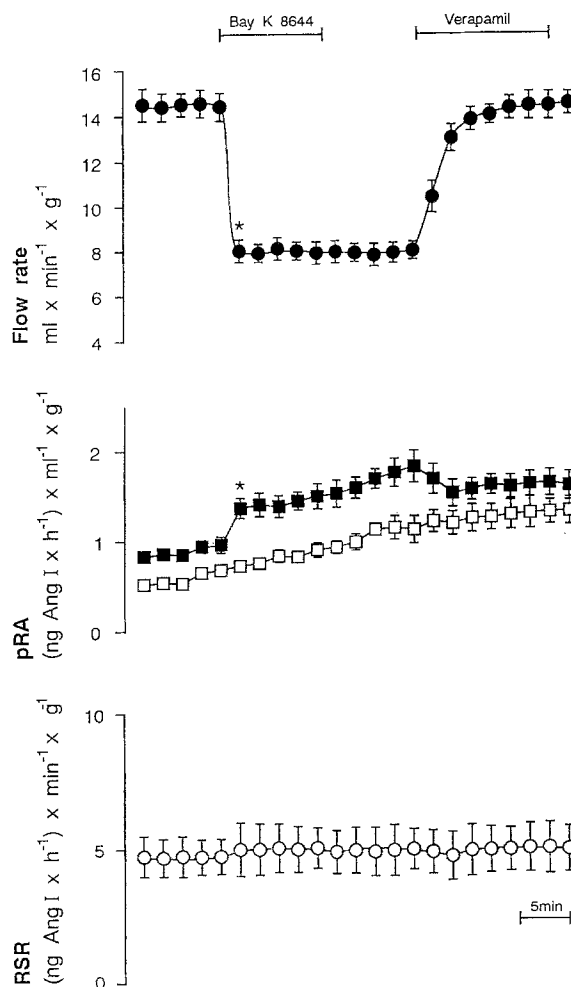 Bay K 8644
Verapamil
16
14
12
10
8
6
4
Flow rate
ml x min⁻¹ x g⁻¹
*
2
1
0
pRA
(ng Ang I x h⁻¹) x ml⁻¹ x g⁻¹
*
10
5
0
RSR
(ng Ang I x h⁻¹) x min⁻¹ x g⁻¹
5min